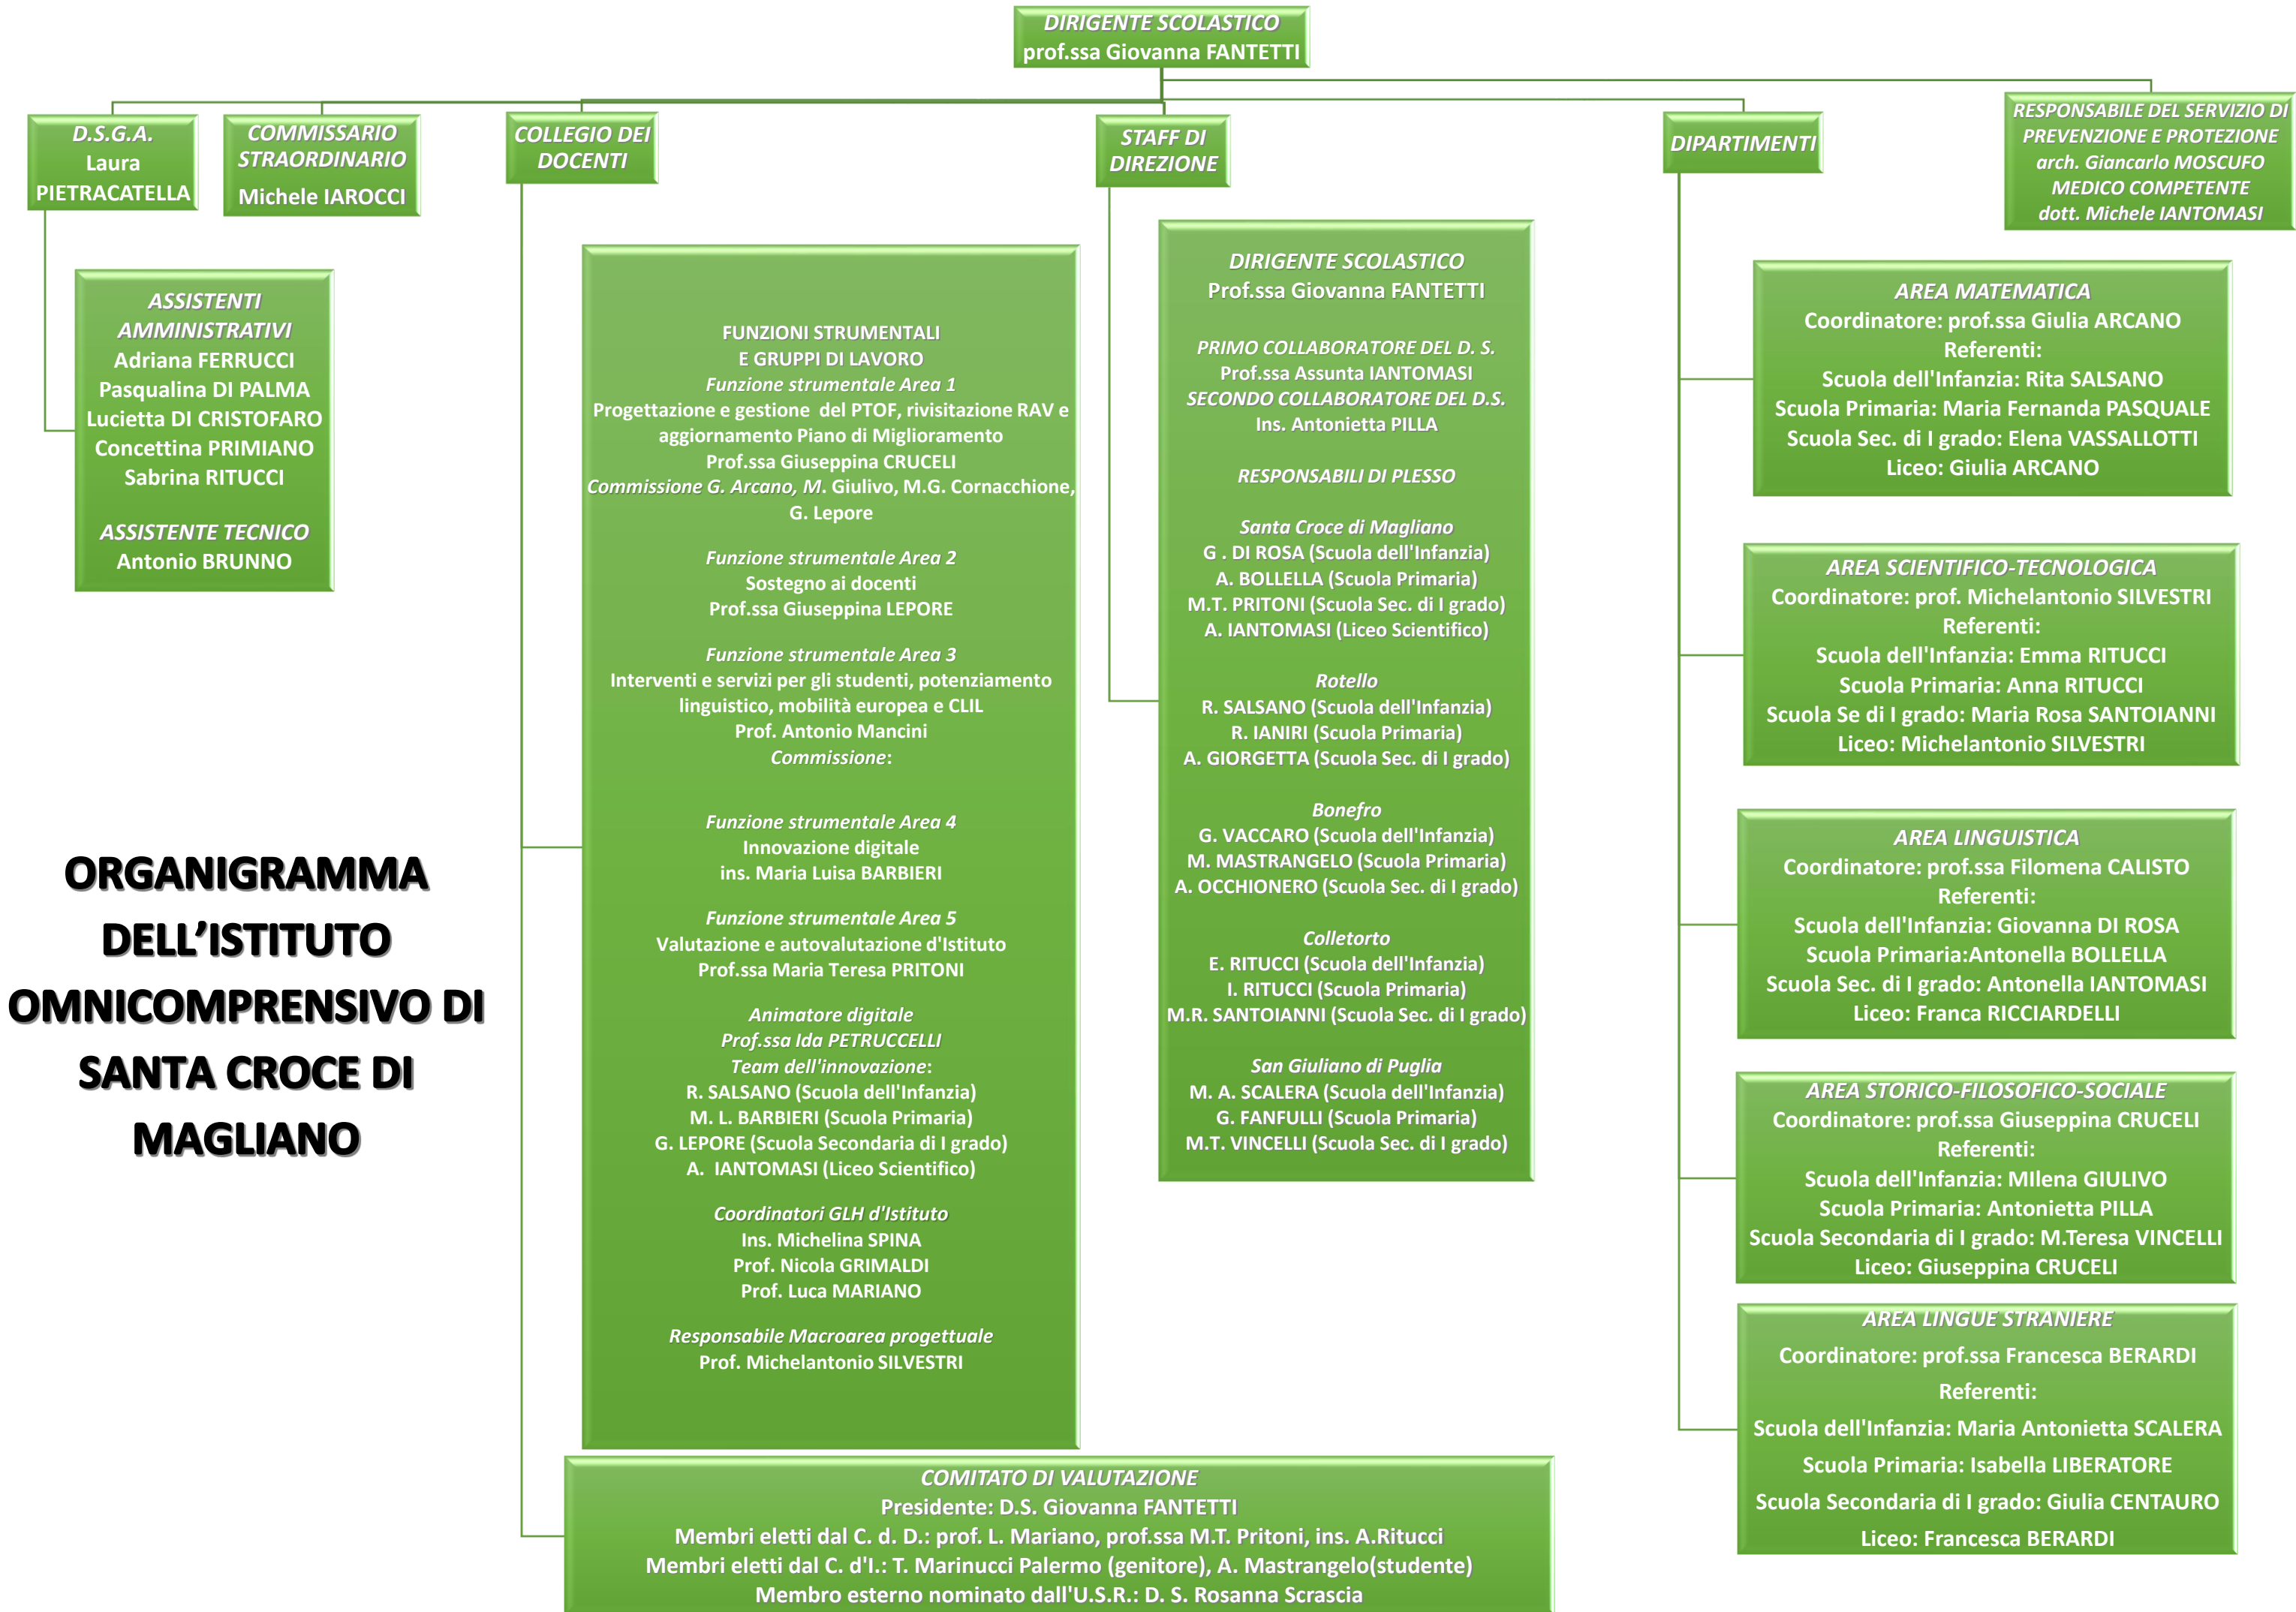 DIRIGENTE SCOLASTICO
prof.ssa Giovanna FANTETTI
D.S.G.A.
Laura
PIETRACATELLA
COMMISSARIO
STRAORDINARIO
Michele IAROCCI
COLLEGIO DEI
DOCENTI
STAFF DI
DIREZIONE
DIPARTIMENTI
RESPONSABILE DEL SERVIZIO DI
PREVENZIONE E PROTEZIONE
arch. Giancarlo MOSCUFO
MEDICO COMPETENTE
dott. Michele IANTOMASI
ASSISTENTI
AMMINISTRATIVI
Adriana FERRUCCI
Pasqualina DI PALMA
Lucietta DI CRISTOFARO
Concettina PRIMIANO
Sabrina RITUCCI
ASSISTENTE TECNICO
Antonio BRUNNO
FUNZIONI STRUMENTALI
E GRUPPI DI LAVORO
Funzione strumentale Area 1
Progettazione e gestione del PTOF, rivisitazione RAV e
aggiornamento Piano di Miglioramento
Prof.ssa Giuseppina CRUCELI
Commissione G. Arcano, M. Giulivo, M.G. Cornacchione,
G. Lepore
Funzione strumentale Area 2
Sostegno ai docenti
Prof.ssa Giuseppina LEPORE
Funzione strumentale Area 3
Interventi e servizi per gli studenti, potenziamento
linguistico, mobilità europea e CLIL
Prof. Antonio Mancini
Commissione:
Funzione strumentale Area 4
Innovazione digitale
ins. Maria Luisa BARBIERI
Funzione strumentale Area 5
Valutazione e autovalutazione d'Istituto
Prof.ssa Maria Teresa PRITONI
Animatore digitale
Prof.ssa Ida PETRUCCELLI
Team dell'innovazione:
R. SALSANO (Scuola dell'Infanzia)
M. L. BARBIERI (Scuola Primaria)
G. LEPORE (Scuola Secondaria di I grado)
A. IANTOMASI (Liceo Scientifico)
Coordinatori GLH d'Istituto
Ins. Michelina SPINA
Prof. Nicola GRIMALDI
Prof. Luca MARIANO
Responsabile Macroarea progettuale
Prof. Michelantonio SILVESTRI
DIRIGENTE SCOLASTICO
Prof.ssa Giovanna FANTETTI
PRIMO COLLABORATORE DEL D. S.
Prof.ssa Assunta IANTOMASI
SECONDO COLLABORATORE DEL D.S.
Ins. Antonietta PILLA
RESPONSABILI DI PLESSO
Santa Croce di Magliano
G . DI ROSA (Scuola dell'Infanzia)
A. BOLLELLA (Scuola Primaria)
M.T. PRITONI (Scuola Sec. di I grado)
A. IANTOMASI (Liceo Scientifico)
Rotello
R. SALSANO (Scuola dell'Infanzia)
R. IANIRI (Scuola Primaria)
A. GIORGETTA (Scuola Sec. di I grado)
Bonefro
G. VACCARO (Scuola dell'Infanzia)
M. MASTRANGELO (Scuola Primaria)
A. OCCHIONERO (Scuola Sec. di I grado)
Colletorto
E. RITUCCI (Scuola dell'Infanzia)
I. RITUCCI (Scuola Primaria)
M.R. SANTOIANNI (Scuola Sec. di I grado)
San Giuliano di Puglia
M. A. SCALERA (Scuola dell'Infanzia)
G. FANFULLI (Scuola Primaria)
M.T. VINCELLI (Scuola Sec. di I grado)
AREA MATEMATICA
Coordinatore: prof.ssa Giulia ARCANO
Referenti:
Scuola dell'Infanzia: Rita SALSANO
Scuola Primaria: Maria Fernanda PASQUALE
Scuola Sec. di I grado: Elena VASSALLOTTI
Liceo: Giulia ARCANO
AREA SCIENTIFICO-TECNOLOGICA
Coordinatore: prof. Michelantonio SILVESTRI
Referenti:
Scuola dell'Infanzia: Emma RITUCCI
Scuola Primaria: Anna RITUCCI
Scuola Se di I grado: Maria Rosa SANTOIANNI
Liceo: Michelantonio SILVESTRI
AREA LINGUISTICA
Coordinatore: prof.ssa Filomena CALISTO
Referenti:
Scuola dell'Infanzia: Giovanna DI ROSA
Scuola Primaria:Antonella BOLLELLA
Scuola Sec. di I grado: Antonella IANTOMASI
Liceo: Franca RICCIARDELLI
AREA STORICO-FILOSOFICO-SOCIALE
Coordinatore: prof.ssa Giuseppina CRUCELI
Referenti:
Scuola dell'Infanzia: MIlena GIULIVO
Scuola Primaria: Antonietta PILLA
Scuola Secondaria di I grado: M.Teresa VINCELLI
Liceo: Giuseppina CRUCELI
AREA LINGUE STRANIERE
Coordinatore: prof.ssa Francesca BERARDI
Referenti:
Scuola dell'Infanzia: Maria Antonietta SCALERA
Scuola Primaria: Isabella LIBERATORE
Scuola Secondaria di I grado: Giulia CENTAURO
Liceo: Francesca BERARDI
ORGANIGRAMMA
DELL’ISTITUTO
OMNICOMPRENSIVO DI
SANTA CROCE DI
MAGLIANO
COMITATO DI VALUTAZIONE
Presidente: D.S. Giovanna FANTETTI
Membri eletti dal C. d. D.: prof. L. Mariano, prof.ssa M.T. Pritoni, ins. A.Ritucci
Membri eletti dal C. d'I.: T. Marinucci Palermo (genitore), A. Mastrangelo(studente)
Membro esterno nominato dall'U.S.R.: D. S. Rosanna Scrascia